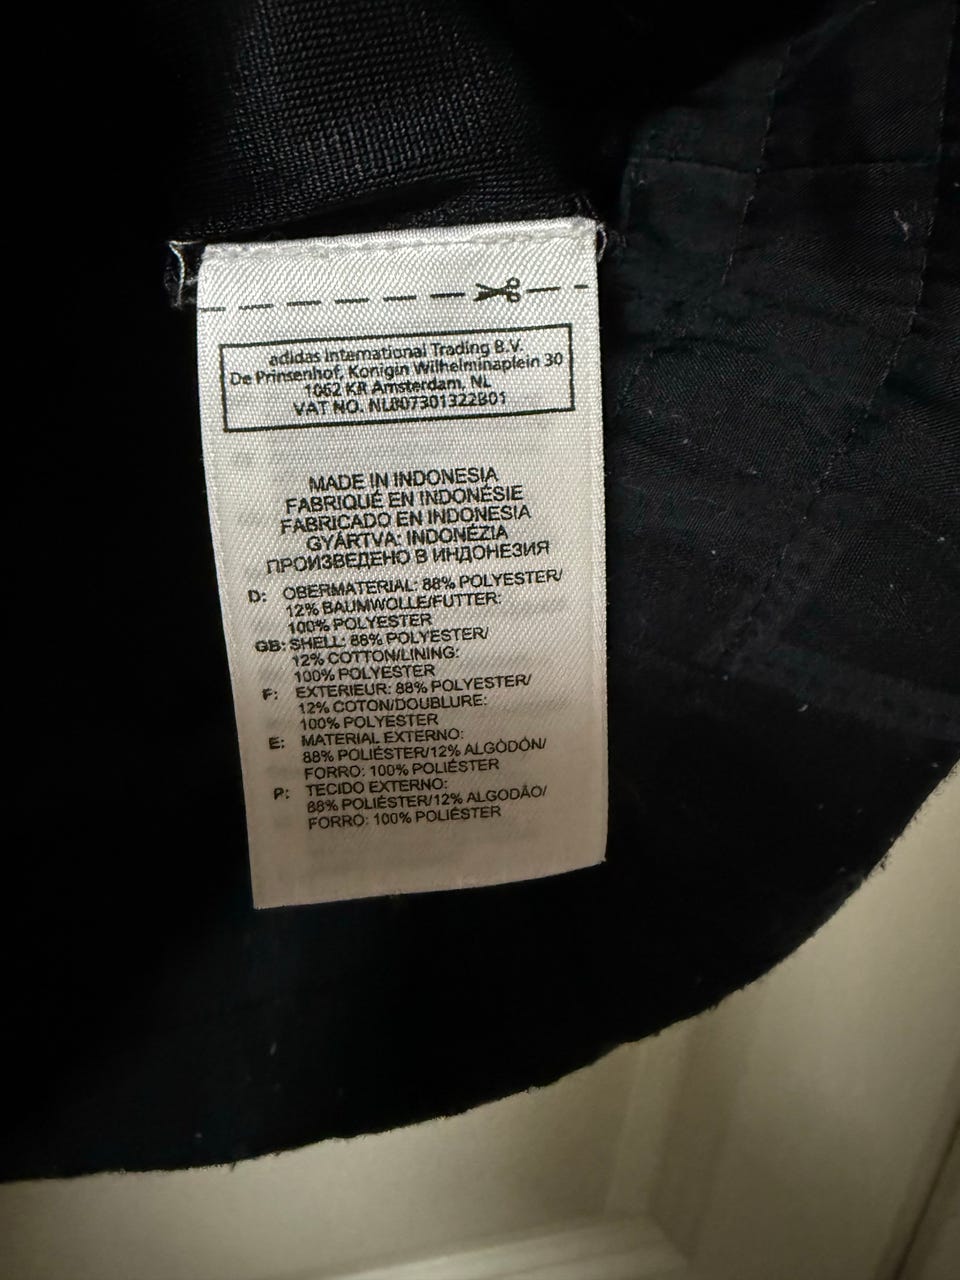 adidas International Trading B.V.
De Prinsenhof, Konigin Wilhelminaplein 30
1062 KR Amsterdam, NL
VAT NO. NL807301322B01
MADE IN INDONESIA
FABRIQUÉ EN INDONÉSIE
FABRICADO EN INDONESIA
GYÁRTVA: INDONÉZIA
ПРОИЗВЕДЕНО В ИНДОНЕЗИЯ
D: OBERMATERIAL: 88% POLYESTER/
12% BAUMWOLLE/FUTTER:
100% POLYESTER
GB: SHELL: 88% POLYESTER/
12% COTTON/LINING:
100% POLYESTER
F: EXTERIEUR: 88% POLYESTER/
12% COTON/DOUBLURE:
100% POLYESTER
E: MATERIAL EXTERNO:
88% POLIÉSTER/12% ALGODÓN/
FORRO: 100% POLIÉSTER
P: TECIDO EXTERNO:
88% POLIÉSTER/12% ALGODÃO/
FORRO: 100% POLIÉSTER